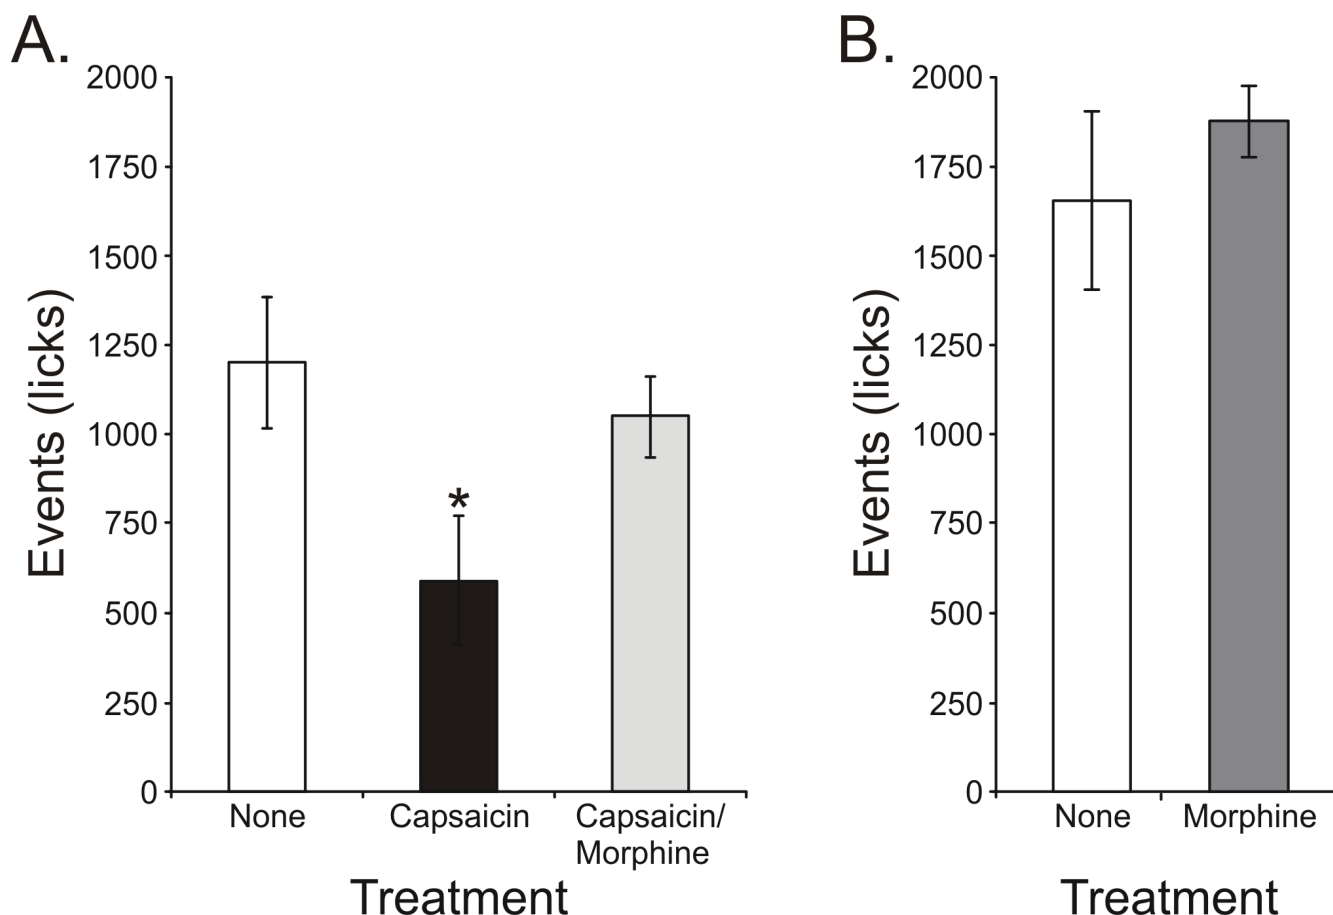 A.
2000
1750
1500
1250
1000
750
500
250
0
Events (licks)
*
None
Capsaicin
Capsaicin/
Morphine
Treatment
B.
2000
1750
1500
1250
1000
750
500
250
0
Events (licks)
None
Morphine
Treatment